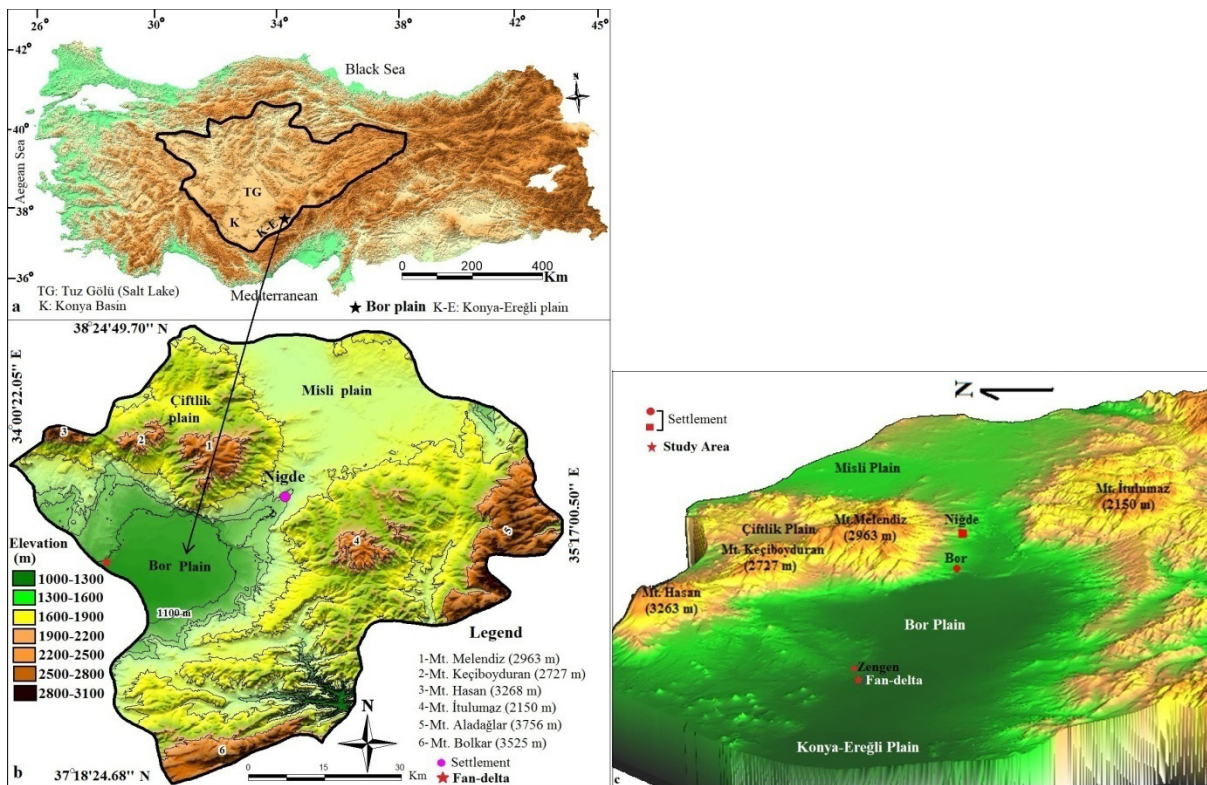 26° 30° 34° 38° 42° 45°
42°
Black Sea
N
40°
Aegean Sea
TG
38°
K
K-E
0 200 400
Km
36°
Mediterranean
TG: Tuz Gölü (Salt Lake)
K: Konya Basin
Bor plain
K-E: Konya-Ereğli plain
a
38°24'49.70'' N
34°00'22.05'' E
Misli plain
Çiftlik
plain
3
2
1
Niğde
35°17'00.50'' E
5
4
Elevation
(m)
1000-1300
1300-1600
1600-1900
1900-2200
2200-2500
2500-2800
2800-3100
Bor Plain
1100 m
Legend
1-Mt. Melendiz (2963 m)
2-Mt. Keçiboyduran (2727 m)
3-Mt. Hasan (3268 m)
4-Mt. İtulumaz (2150 m)
5-Mt. Aladağlar (3756 m)
6-Mt. Bolkar (3525 m)
Settlement
Fan-delta
N
6
0 30
Km
b
37°18'24.68'' N
N
Settlement
Study Area
Misli Plain
Mt. İtulumaz
(2150 m)
Çiftlik Plain
Mt.Melendiz
(2963 m)
Niğde
Mt. Keçiboyduran
(2727 m)
Bor
Mt. Hasan
(3263 m)
Bor Plain
Zengen
Fan-delta
Konya-Ereğli Plain
c